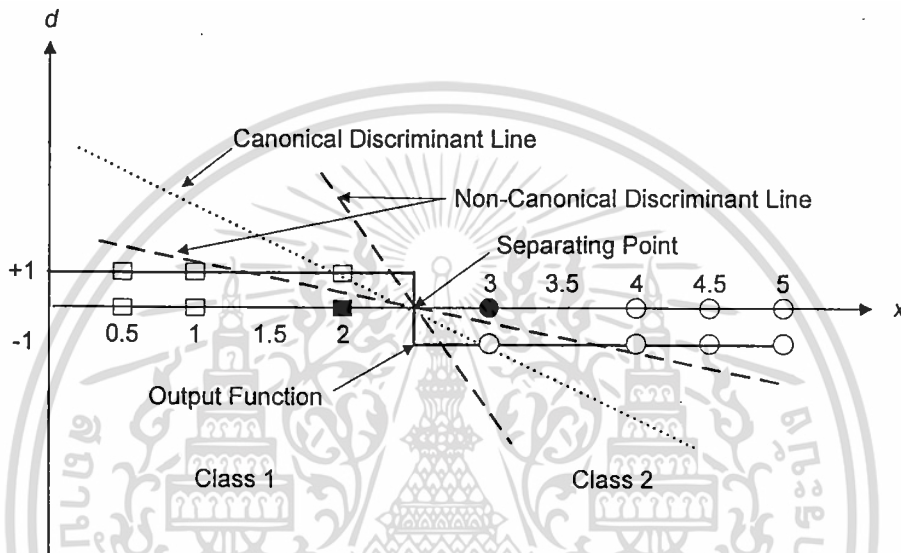 d
Canonical Discriminant Line
Non-Canonical Discriminant Line
Separating Point
+1
3 3.5 4 4.5 5
x
0.5 1 1.5 2
-1
Output Function
Class 1
Class 2